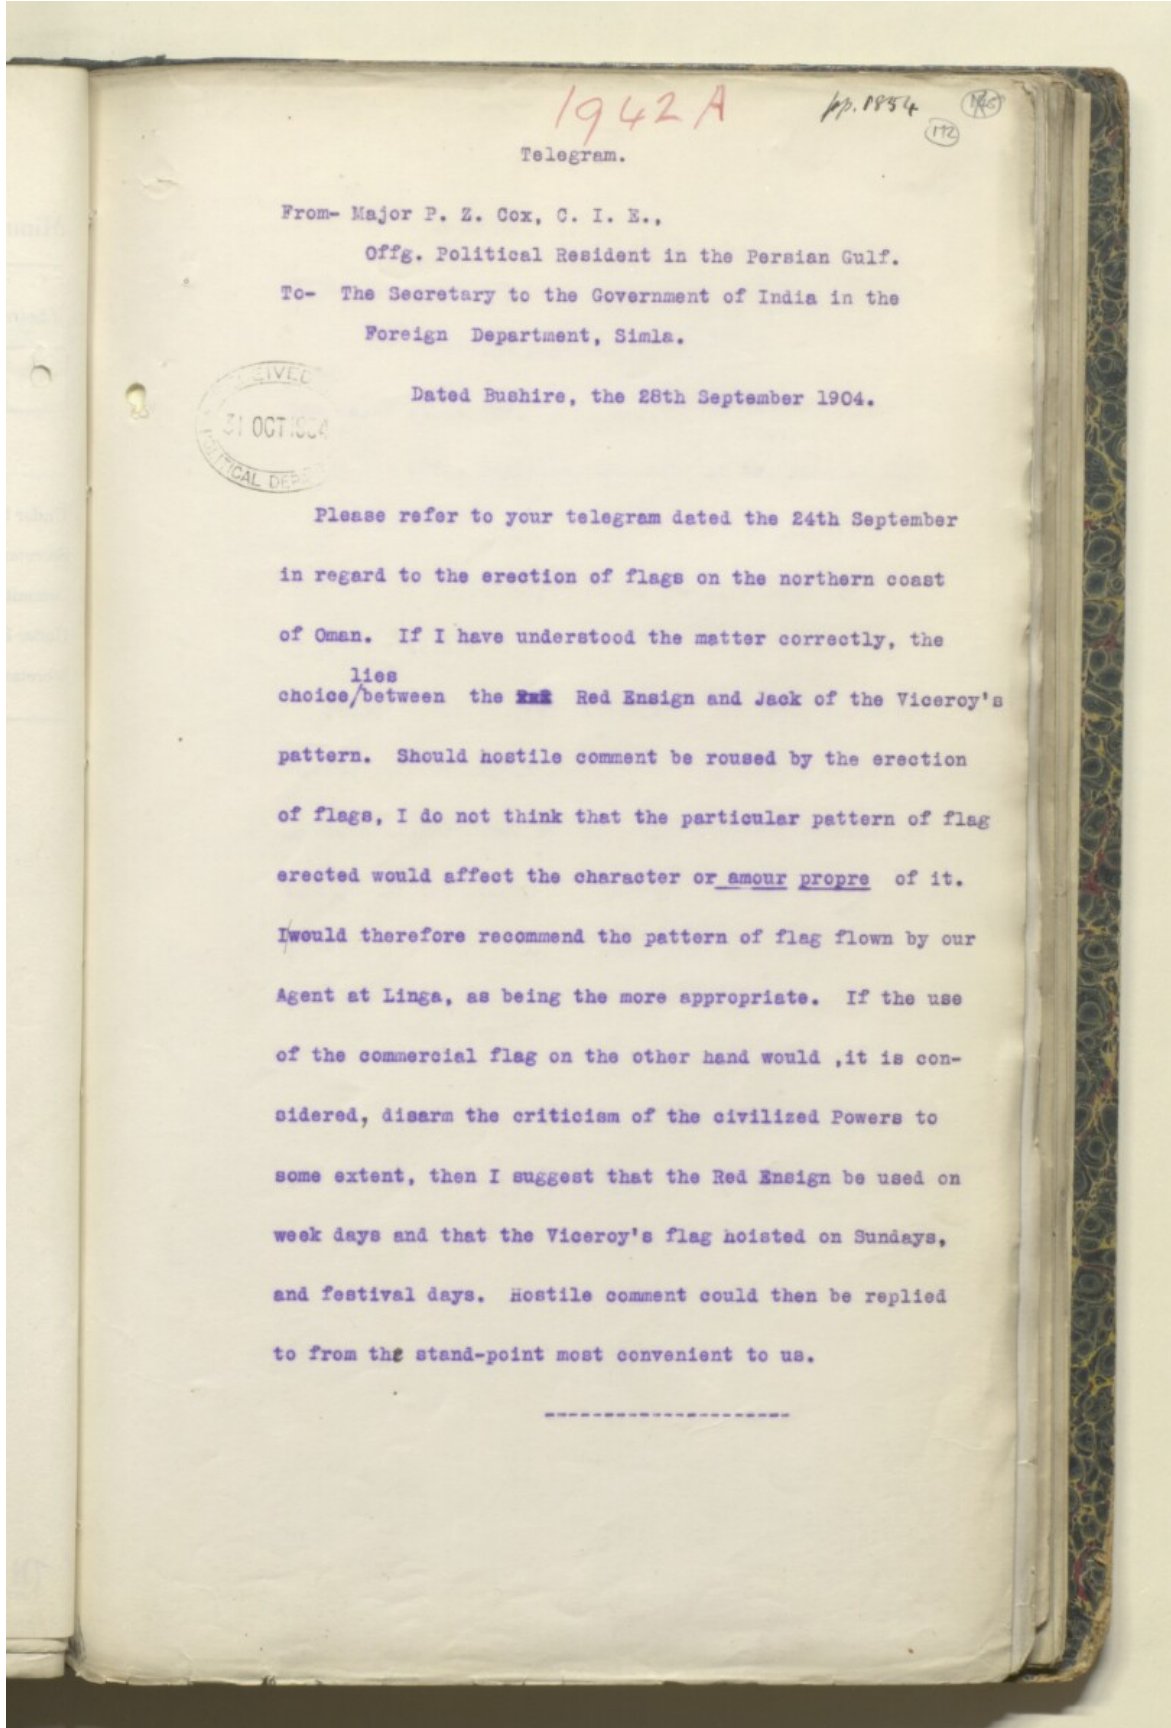 1942A
pp. 1854
172
Telegram.
From- Major P. Z. Cox, C. I. E.,
Offg. Political Resident in the Persian Gulf.
To- The Secretary to the Government of India in the
Foreign Department, Simla.
Dated Bushire, the 28th September 1904.
RECEIVED
31 OCT 1904
POLITICAL DEPT
Please refer to your telegram dated the 24th September
in regard to the erection of flags on the northern coast
of Oman. If I have understood the matter correctly, the
lies
choice/between the Red Ensign and Jack of the Viceroy's
pattern. Should hostile comment be roused by the erection
of flags, I do not think that the particular pattern of flag
erected would affect the character or amour propre of it.
I/would therefore recommend the pattern of flag flown by our
Agent at Linga, as being the more appropriate. If the use
of the commercial flag on the other hand would ,it is con-
sidered, disarm the criticism of the civilized Powers to
some extent, then I suggest that the Red Ensign be used on
week days and that the Viceroy's flag hoisted on Sundays,
and festival days. Hostile comment could then be replied
to from the stand-point most convenient to us.
---------------------